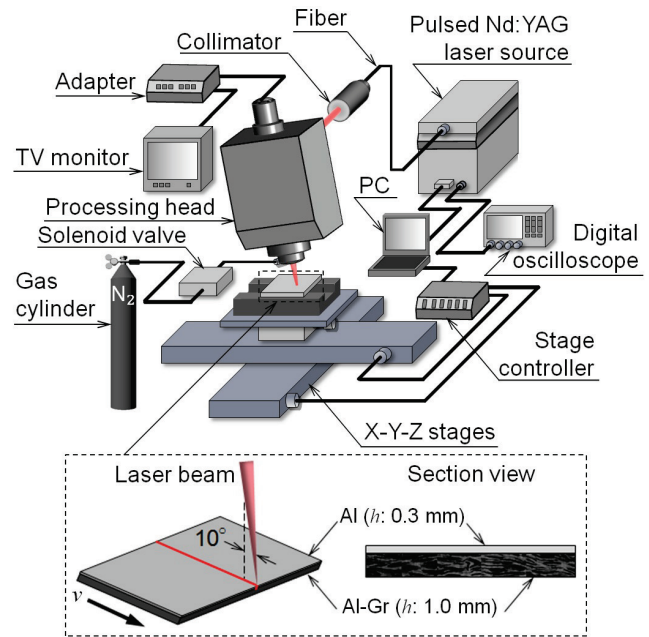 Fiber
Collimator
Pulsed Nd:YAG
laser source
Adapter
TV monitor
Processing head
PC
Solenoid valve
Digital
oscilloscope
Gas
cylinder
N₂
Stage
controller
X-Y-Z stages
Laser beam
Section view
10°
Al (h: 0.3 mm)
v
Al-Gr (h: 1.0 mm)